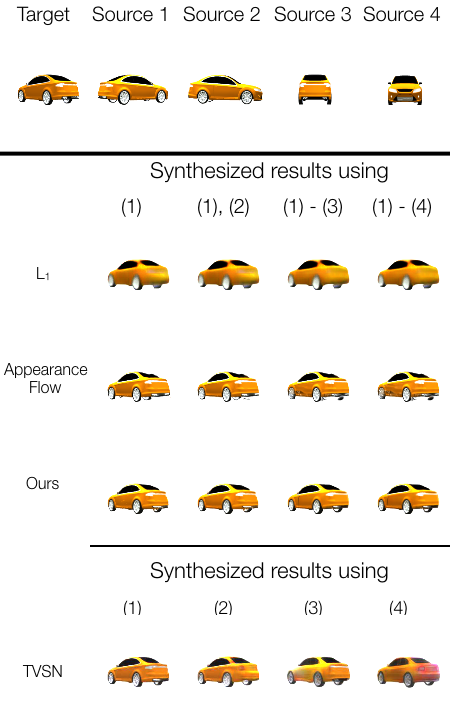 Target Source 1 Source 2 Source 3 Source 4
Synthesized results using
(1) (1), (2) (1) - (3) (1) - (4)
L₁
Appearance
Flow
Ours
Synthesized results using
(1) (2) (3) (4)
TVSN